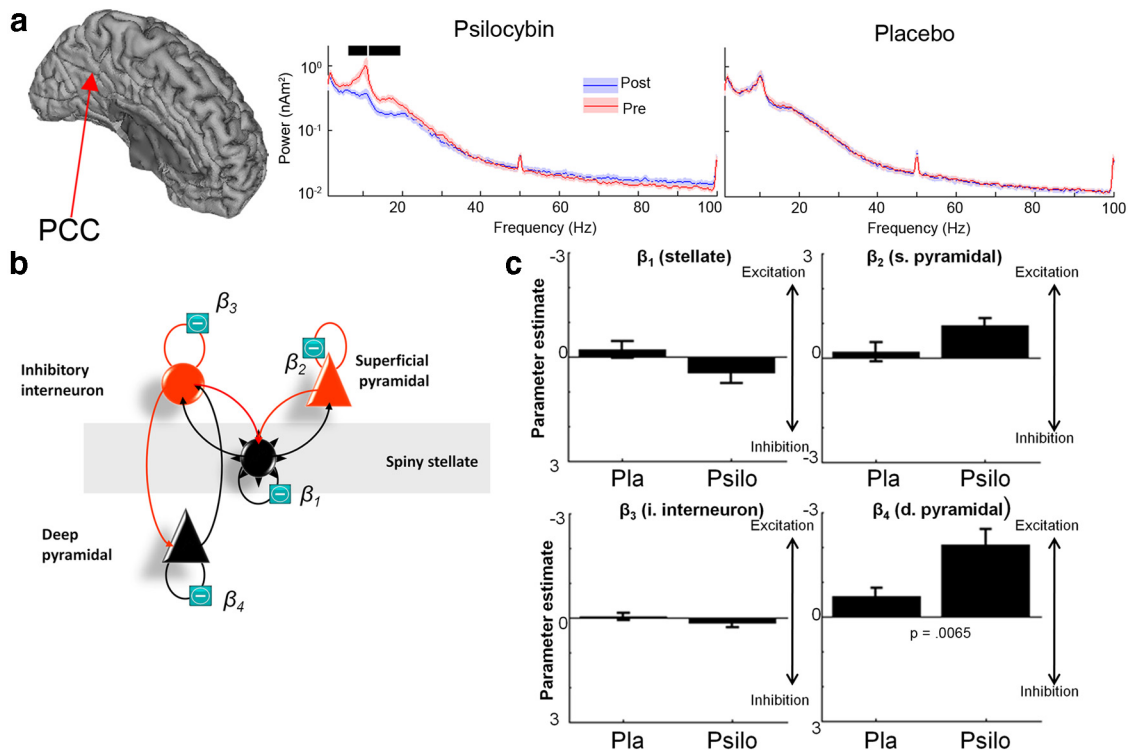 a
Psilocybin
Placebo
Power (nAm²)
10⁰
10⁻¹
10⁻²
Post
Pre
20
40
60
80
100
Frequency (Hz)
20
40
60
80
100
Frequency (Hz)
PCC
b
β3
β2
Inhibitory
interneuron
Superficial
pyramidal
Spiny stellate
β1
Deep
pyramidal
β4
c
Parameter estimate
-3
0
3
β1 (stellate)
Excitation
Inhibition
Pla
Psilo
3
0
-3
β2 (s. pyramidal)
Excitation
Inhibition
Pla
Psilo
Parameter estimate
-3
0
3
β3 (i. interneuron)
Excitation
Inhibition
Pla
Psilo
-3
0
3
β4 (d. pyramidal)
Excitation
p = .0065
Inhibition
Pla
Psilo